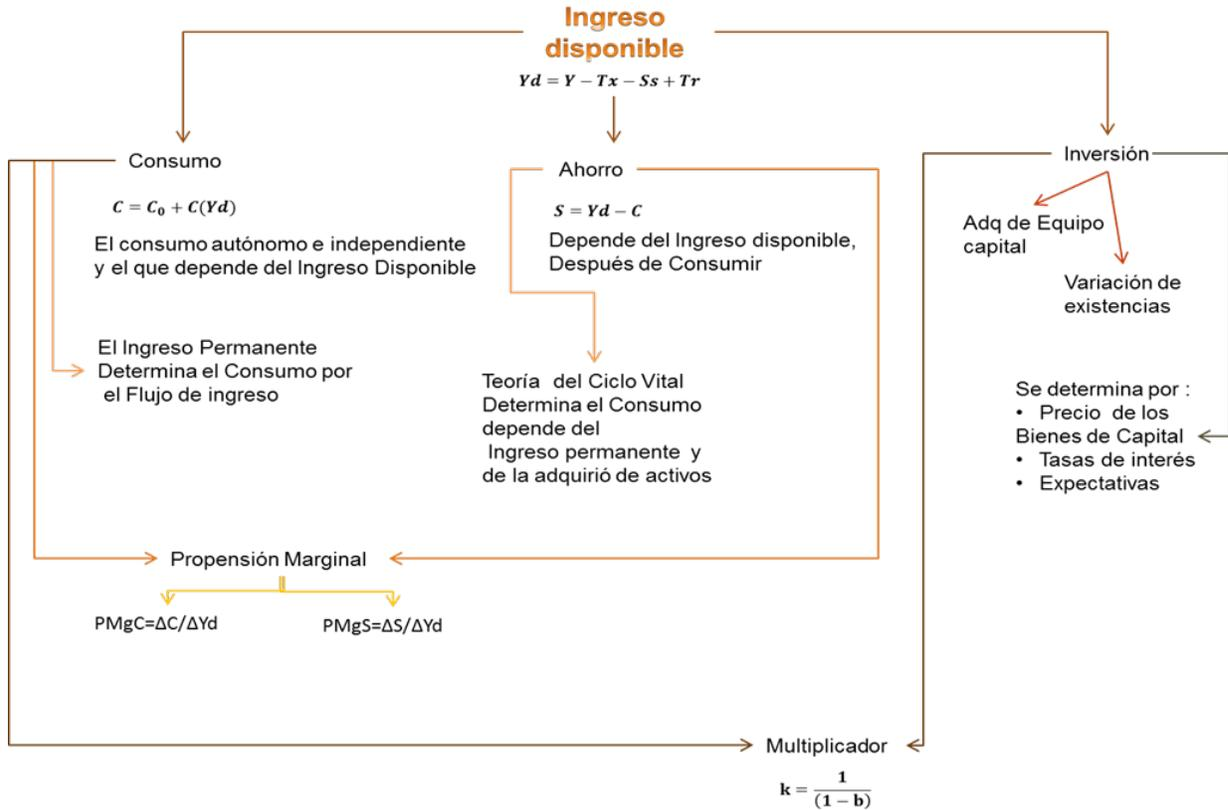 Ingreso
disponible
Yd = Y − Tx − Ss + Tr
Consumo
C = C₀ + C(Yd)
El consumo autónomo e independiente
y el que depende del Ingreso Disponible
El Ingreso Permanente
Determina el Consumo por
el Flujo de ingreso
Ahorro
S = Yd − C
Depende del Ingreso disponible,
Después de Consumir
Teoría del Ciclo Vital
Determina el Consumo
depende del
Ingreso permanente y
de la adquirió de activos
Inversión
Adq de Equipo
capital
Variación de
existencias
Se determina por :
• Precio de los
Bienes de Capital
• Tasas de interés
• Expectativas
Propensión Marginal
PMgC=ΔC/ΔYd
PMgS=ΔS/ΔYd
Multiplicador
k = 1/(1 − b)